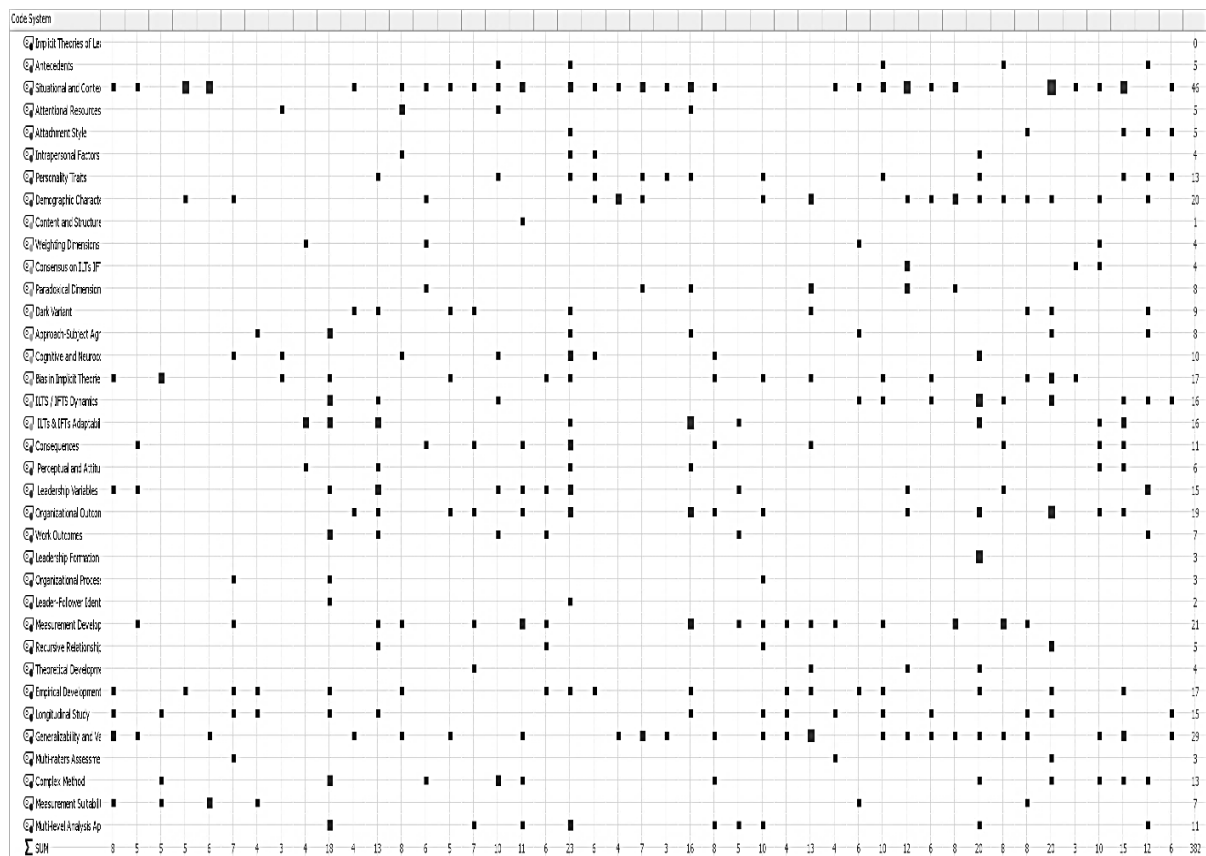 Code System
Implicit Theories of Lea 0
Antecedents 5
Situational and Contex 46
Attentional Resources 5
Attachment Style 5
Intrapersonal Factors 4
Personality Traits 13
Demographic Characte 20
Content and Structure 1
Weighting Dimensions 4
Consensus on ILTs IFT 4
Paradoxical Dimension 8
Dark Variant 9
Approach-Subject Agr 8
Cognitive and Neuroc 10
Bias in Implicit Theorie 17
ILTS / IFTS Dynamics 16
ILTs & IFTs Adaptabil 16
Consequences 11
Perceptual and Attitu 6
Leadership Variables 15
Organizational Outcon 19
Work Outcomes 7
Leadership Formation 3
Organizational Proces 3
Leader-Follower Ident 2
Measurement Develop 21
Recursive Relationship 5
Theoretical Developme 4
Empirical Development 17
Longitudinal Study 15
Generalizability and Va 29
Multi-raters Assessme 3
Complex Method 13
Measurement Suitabili 7
Multi-level Analysis Ap 11
Σ SUM 8 5 5 5 6 7 4 3 4 18 4 13 8 6 5 7 10 11 6 23 6 4 7 3 16 8 5 10 4 13 4 6 10 12 6 8 20 8 8 20 3 10 15 12 6 382